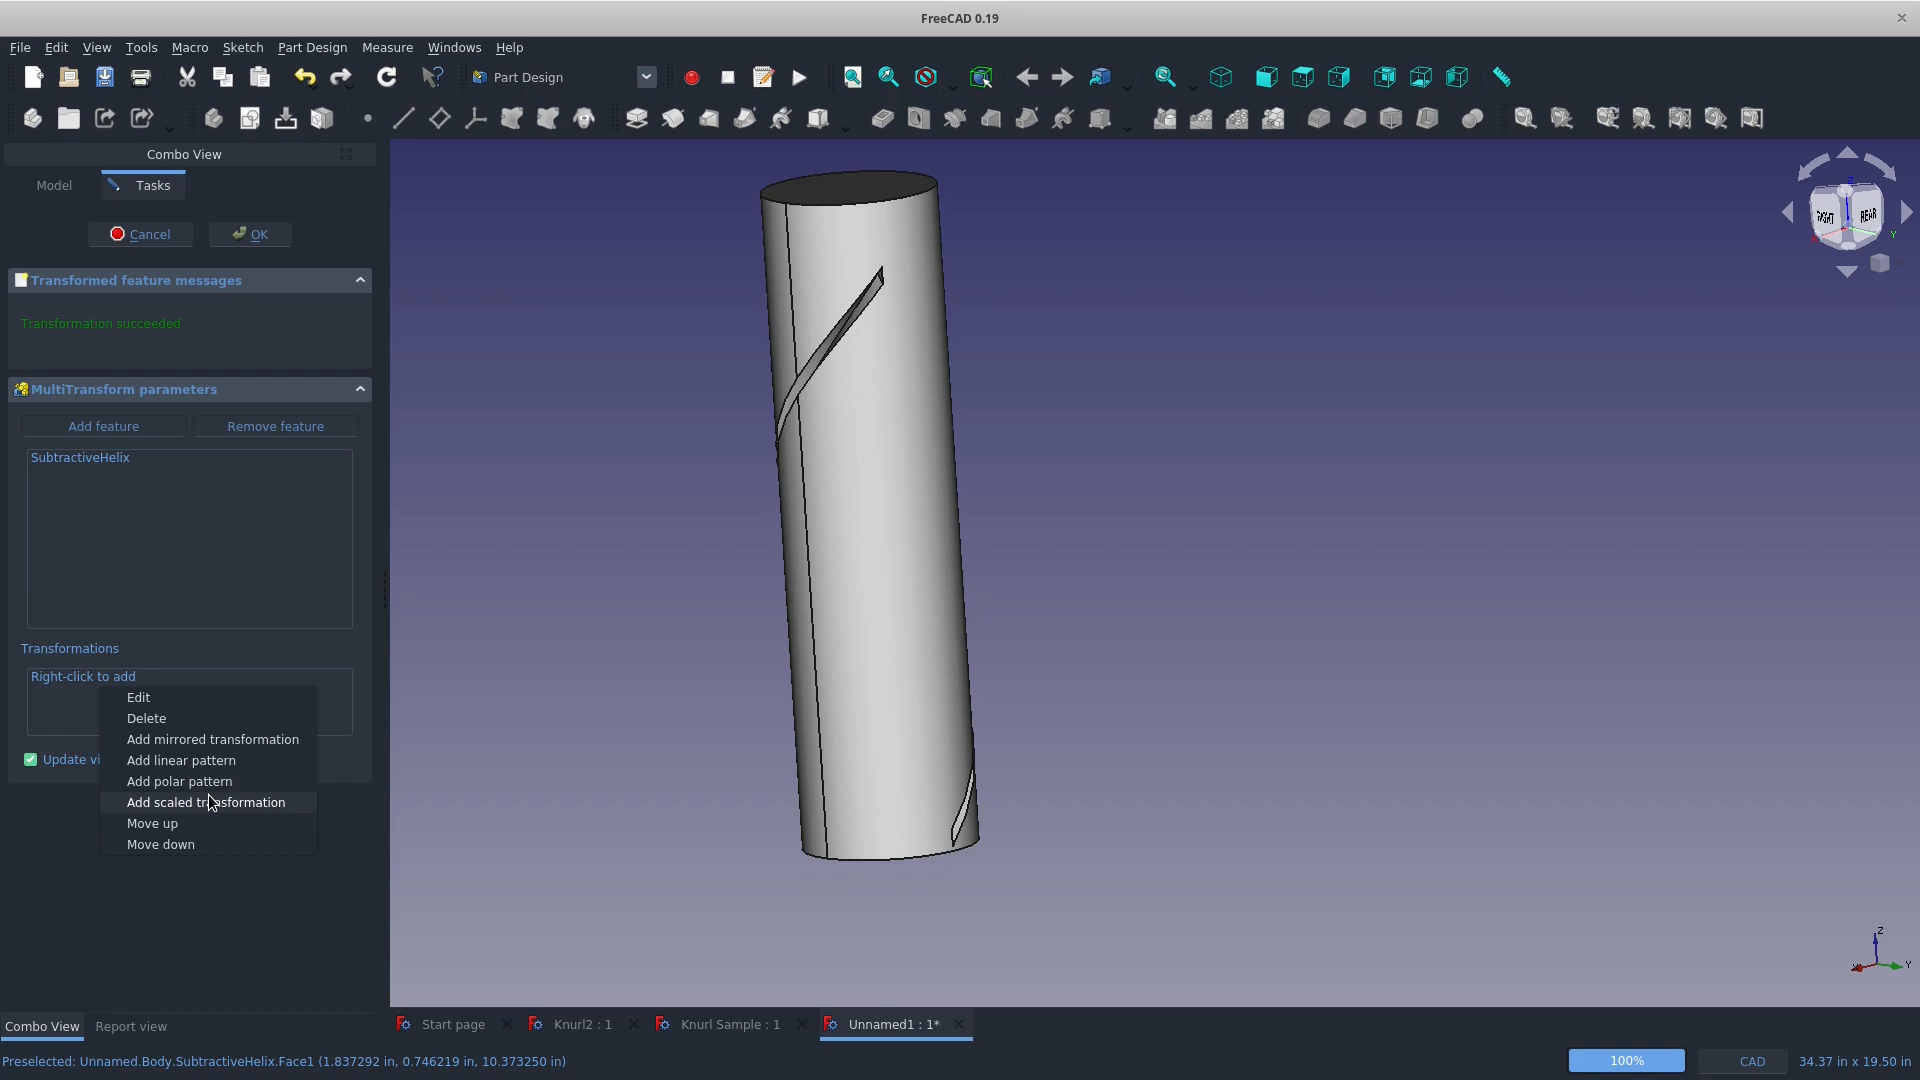 FreeCAD 0.19
File Edit View Tools Macro Sketch Part Design Measure Windows Help
Part Design
Combo View
Model Tasks
Cancel OK
Transformed feature messages
Transformation succeeded
MultiTransform parameters
Add feature Remove feature
SubtractiveHelix
Transformations
Right-click to add
Edit
Delete
Add mirrored transformation
Add linear pattern
Update vi
Add polar pattern
Add scaled transformation
Move up
Move down
RIGHT REAR
Z
Y
Z
Y
X
Combo View Report view
Start page Knurl2 : 1 Knurl Sample : 1 Unnamed1 : 1*
Preselected: Unnamed.Body.SubtractiveHelix.Face1 (1.837292 in, 0.746219 in, 10.373250 in)
100% CAD 34.37 in x 19.50 in